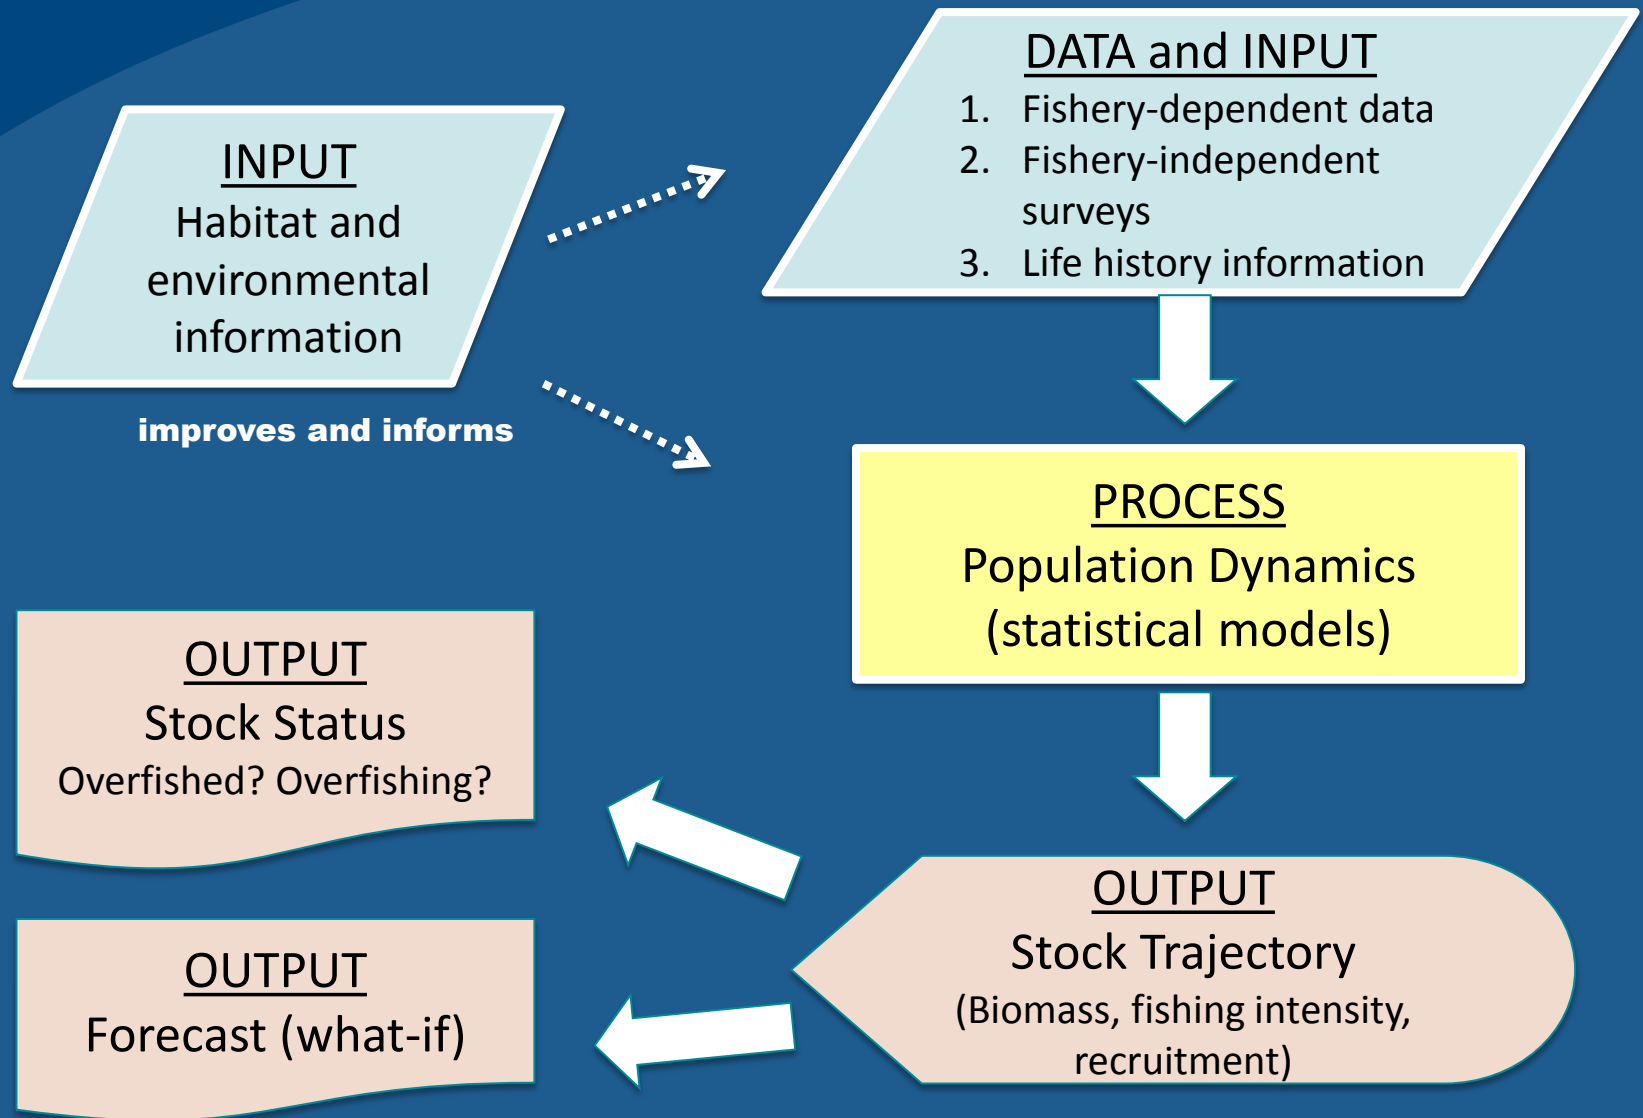 INPUT
Habitat and
environmental
information
improves and informs
DATA and INPUT
1. Fishery-dependent data
2. Fishery-independent
surveys
3. Life history information
PROCESS
Population Dynamics
(statistical models)
OUTPUT
Stock Trajectory
(Biomass, fishing intensity,
recruitment)
OUTPUT
Stock Status
Overfished? Overfishing?
OUTPUT
Forecast (what-if)